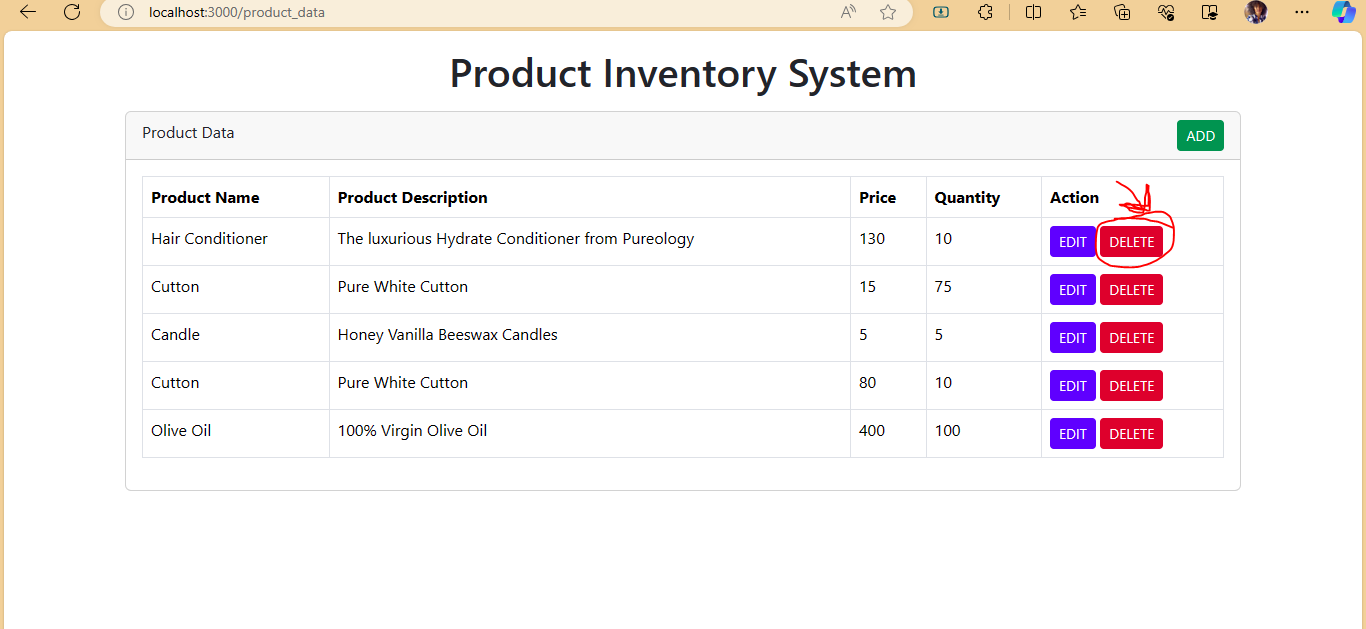 localhost:3000/product_data
Product Inventory System
Product Data ADD
Product Name Product Description Price Quantity Action
Hair Conditioner The luxurious Hydrate Conditioner from Pureology 130 10 EDIT DELETE
Cutton Pure White Cutton 15 75 EDIT DELETE
Candle Honey Vanilla Beeswax Candles 5 5 EDIT DELETE
Cutton Pure White Cutton 80 10 EDIT DELETE
Olive Oil 100% Virgin Olive Oil 400 100 EDIT DELETE